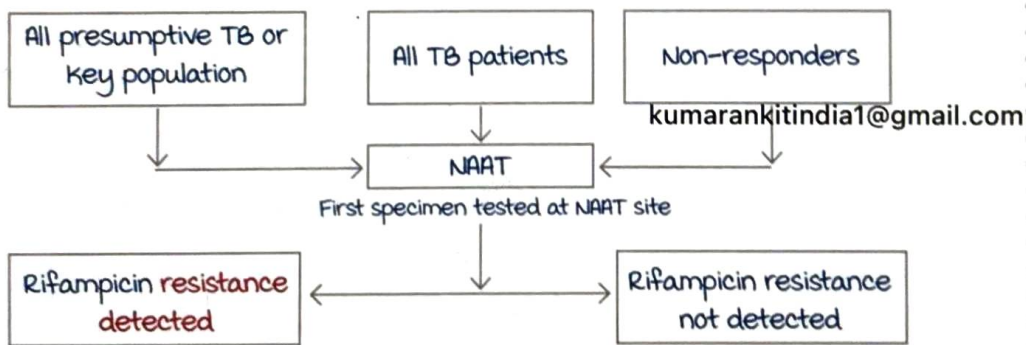 All presumptive TB or
Key population
All TB patients
Non-responders
kumarankitindia1@gmail.com
NAAT
First specimen tested at NAAT site
Rifampicin resistance
detected
Rifampicin resistance
not detected